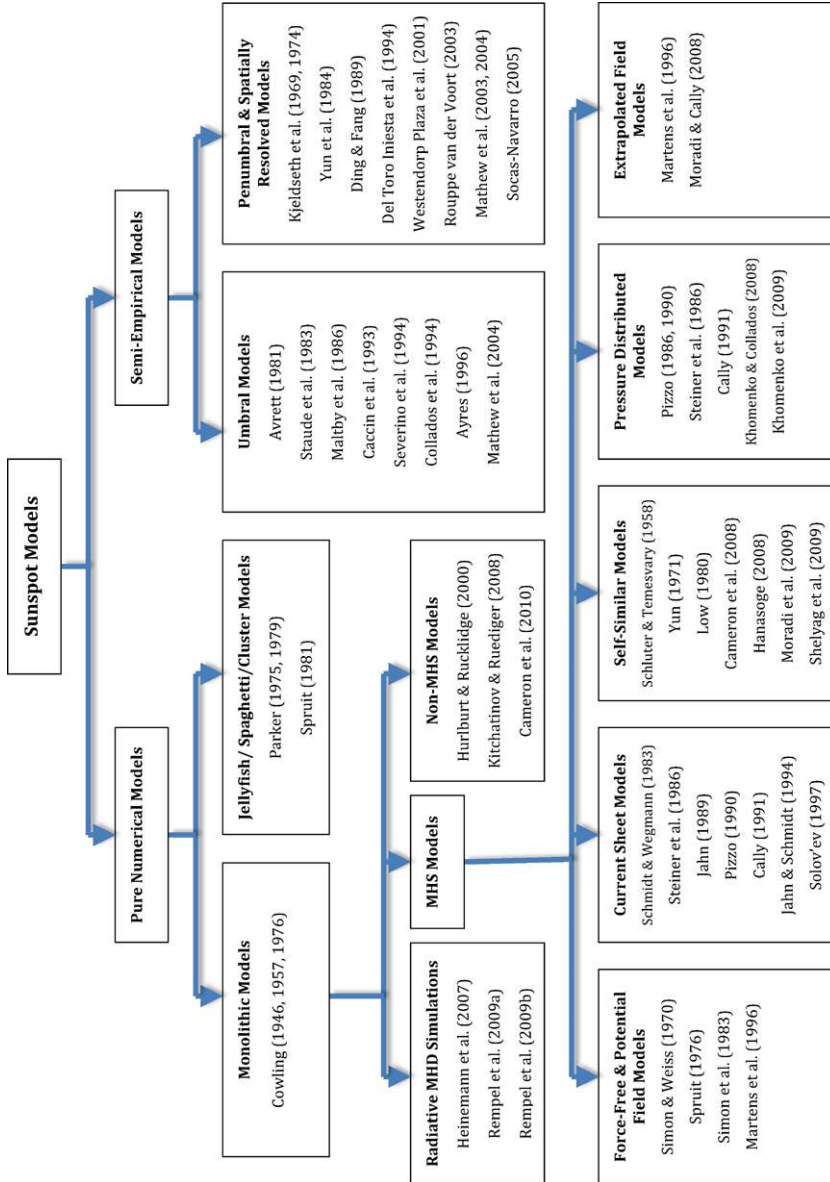 Sunspot Models
Pure Numerical Models
Semi-Empirical Models
Monolithic Models
Cowling (1946, 1957, 1976)
Jellyfish/ Spaghetti/Cluster Models
Parker (1975, 1979)
Spruit (1981)
Umbral Models
Avrett (1981)
Staude et al. (1983)
Maltby et al. (1986)
Caccin et al. (1993)
Severino et al. (1994)
Collados et al. (1994)
Ayres (1996)
Mathew et al. (2004)
Penumbral & Spatially
Resolved Models
Kjeldseth et al. (1969, 1974)
Yun et al. (1984)
Ding & Fang (1989)
Del Toro Iniesta et al. (1994)
Westendorp Plaza et al. (2001)
Rouppe van der Voort (2003)
Mathew et al. (2003, 2004)
Socas-Navarro (2005)
Radiative MHD Simulations
Heinemann et al. (2007)
Rempel et al. (2009a)
Rempel et al. (2009b)
MHS Models
Non-MHS Models
Hurlburt & Rucklidge (2000)
Kitchatinov & Ruediger (2008)
Cameron et al. (2010)
Force-Free & Potential
Field Models
Simon & Weiss (1970)
Spruit (1976)
Simon et al. (1983)
Martens et al. (1996)
Current Sheet Models
Schmidt & Wegmann (1983)
Steiner et al. (1986)
Jahn (1989)
Pizzo (1990)
Cally (1991)
Jahn & Schmidt (1994)
Solov'ev (1997)
Self-Similar Models
Schluter & Temesvary (1958)
Yun (1971)
Low (1980)
Cameron et al. (2008)
Hanasoge (2008)
Moradi et al. (2009)
Shelyag et al. (2009)
Pressure Distributed
Models
Pizzo (1986, 1990)
Steiner et al. (1986)
Cally (1991)
Khomenko & Collados (2008)
Khomenko et al. (2009)
Extrapolated Field
Models
Martens et al. (1996)
Moradi & Cally (2008)